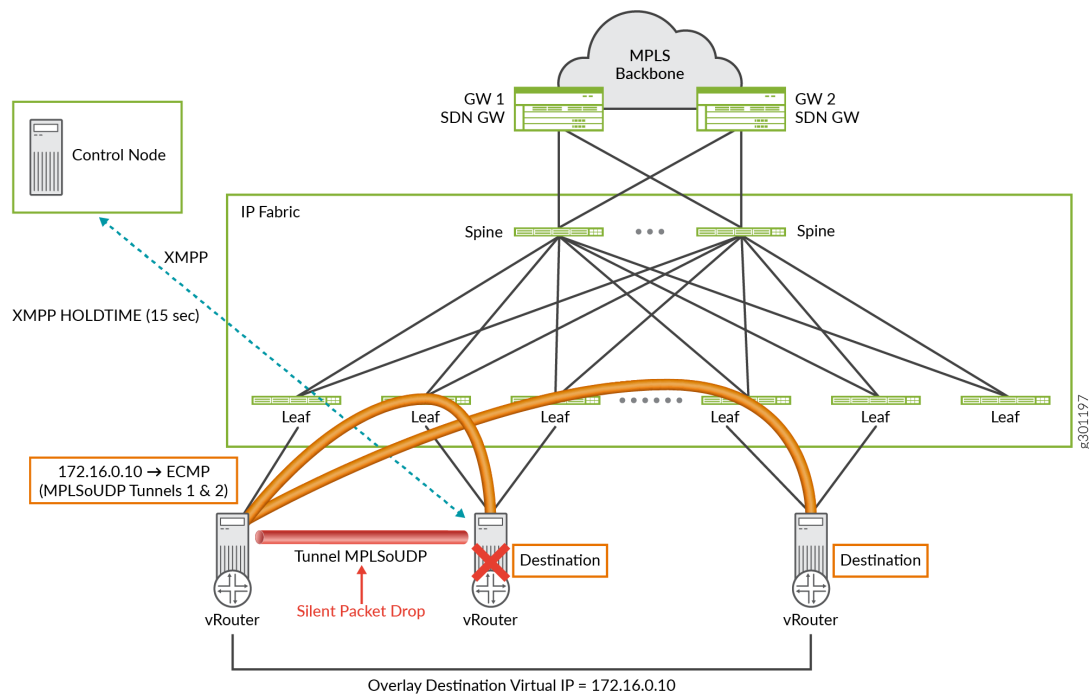 MPLS
Backbone
GW 1
SDN GW
GW 2
SDN GW
Control Node
IP Fabric
Spine
Spine
XMPP
XMPP HOLDTIME (15 sec)
Leaf
Leaf
Leaf
Leaf
Leaf
Leaf
g301197
172.16.0.10 → ECMP
(MPLSoUDP Tunnels 1 & 2)
Tunnel MPLSoUDP
Destination
Destination
Silent Packet Drop
vRouter
vRouter
vRouter
Overlay Destination Virtual IP = 172.16.0.10